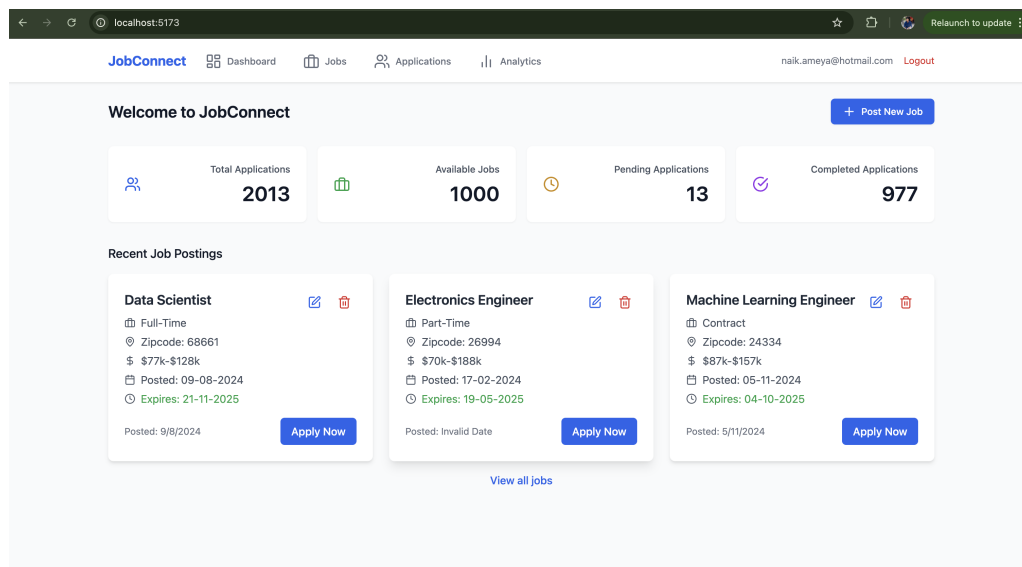 localhost:5173
Relaunch to update
JobConnect Dashboard Jobs Applications Analytics naik.ameya@hotmail.com Logout
Welcome to JobConnect
Post New Job
Total Applications
2013
Available Jobs
1000
Pending Applications
13
Completed Applications
977
Recent Job Postings
Data Scientist
Full-Time
Zipcode: 68661
$77k-$128k
Posted: 09-08-2024
Expires: 21-11-2025
Posted: 9/8/2024
Apply Now
Electronics Engineer
Part-Time
Zipcode: 26994
$70k-$188k
Posted: 17-02-2024
Expires: 19-05-2025
Posted: Invalid Date
Apply Now
Machine Learning Engineer
Contract
Zipcode: 24334
$87k-$157k
Posted: 05-11-2024
Expires: 04-10-2025
Posted: 5/11/2024
Apply Now
View all jobs